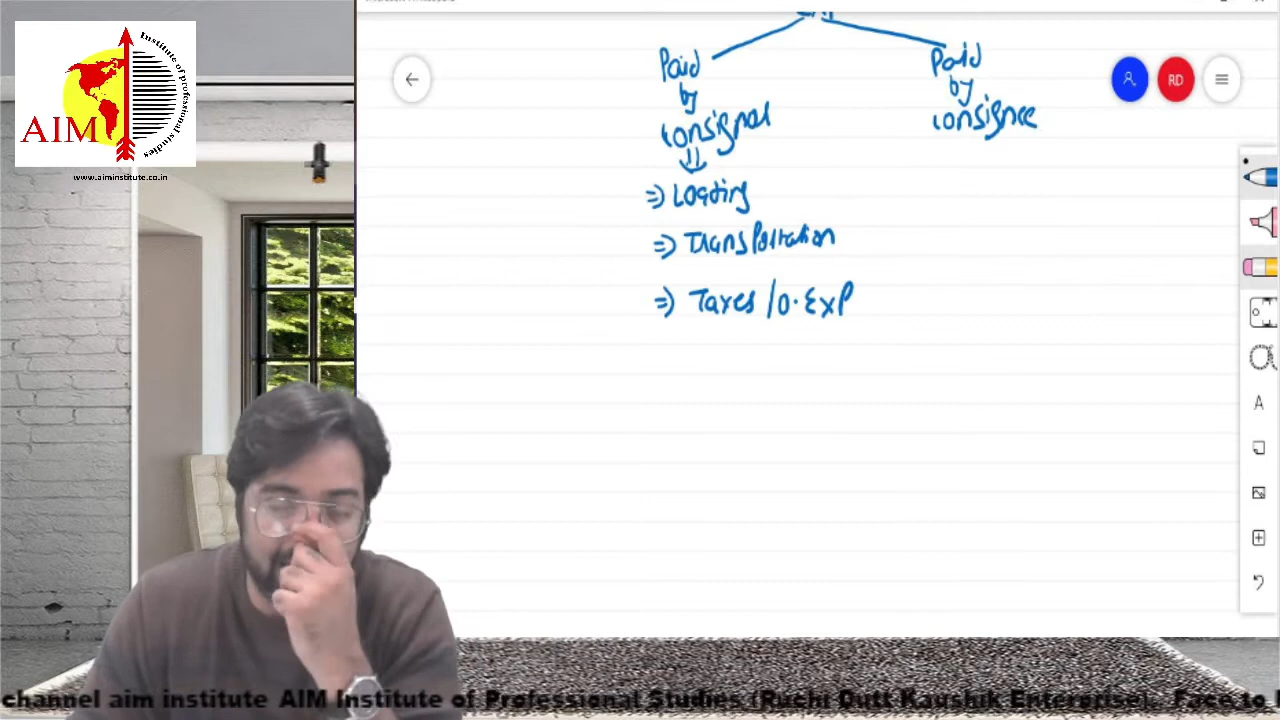 Institute of professional studies
AIM
www.aiminstitute.co.in
RD
Paid
by
consignor
Paid
by
consignee
=) Loading
=) Transportation
=) Taxes / O. Exp
A
channel aim institute AIM Institute of Professional Studies (Ruchi Dutt Kaushik Enterprise). Face to